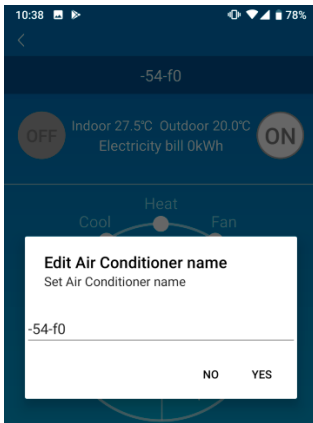 10:38 78%
-54-f0
Indoor 27.5℃ Outdoor 20.0℃
OFF ON
Electricity bill 0kWh
Heat
Cool Fan
Edit Air Conditioner name
Set Air Conditioner name
-54-f0
NO YES